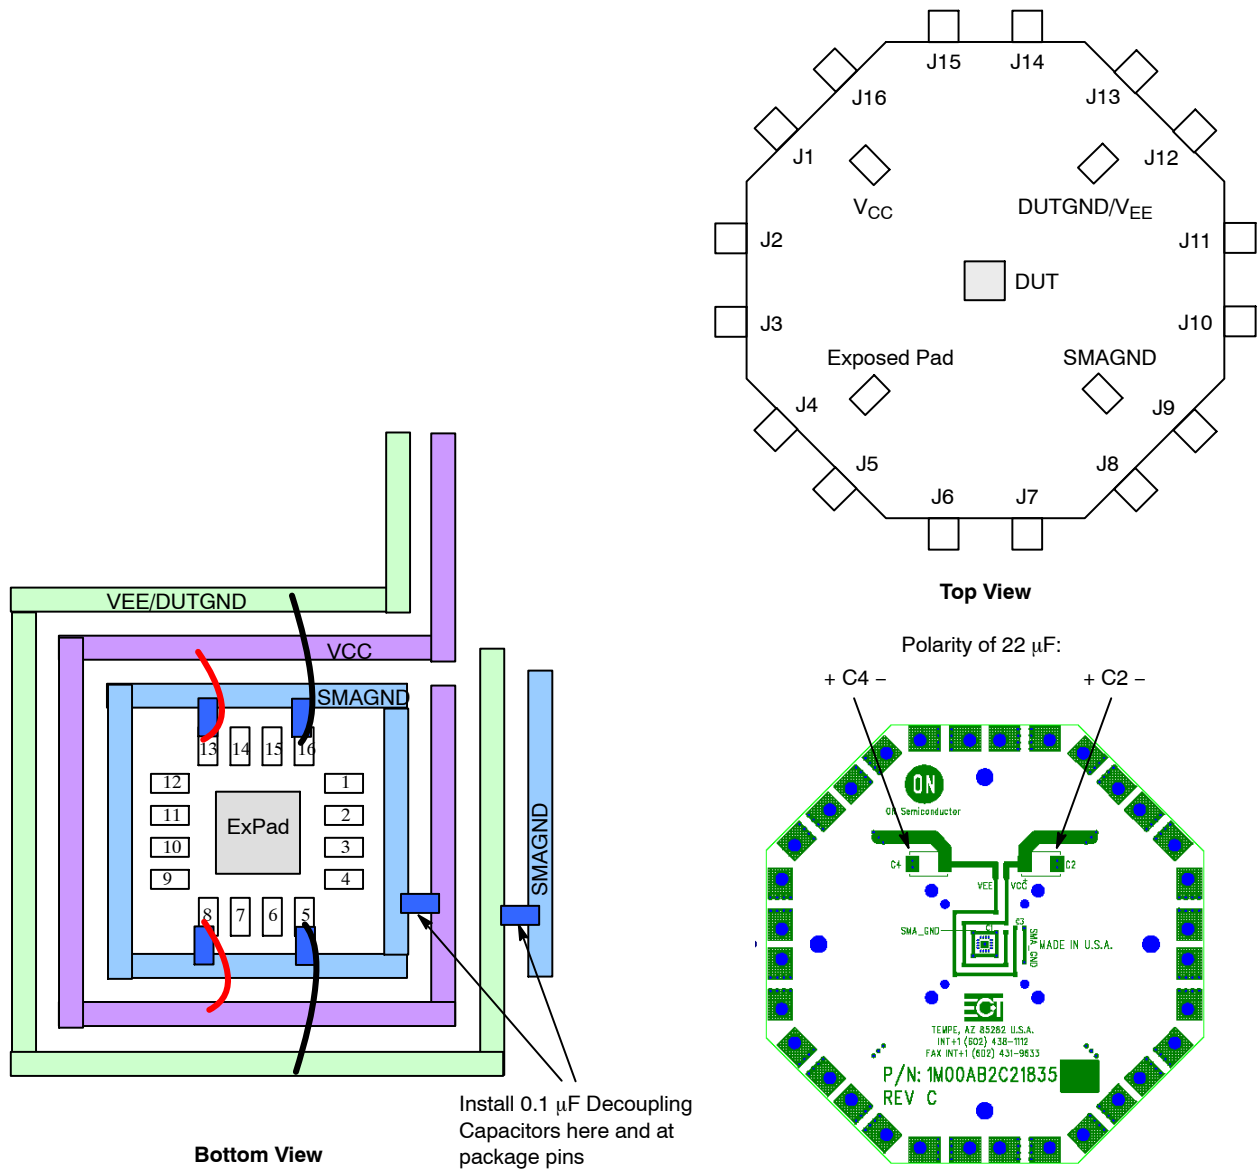 J15
J14
J16
J13
J1
J12
VCC
DUTGND/VEE
J2
J11
DUT
J3
J10
Exposed Pad
SMAGND
J4
J9
J5
J8
J6
J7
Top View
VEE/DUTGND
VCC
SMAGND
13
14
15
16
12
1
11
2
ExPad
10
3
9
4
8
7
6
5
SMAGND
Install 0.1 μF Decoupling
Capacitors here and at
package pins
Bottom View
Polarity of 22 μF:
+ C4 −
+ C2 −
ON
ON Semiconductor
C4
C2
VEE
VCC
+
C1
C3
SMA_GND
SMA_GND
MADE IN U.S.A.
EGT
TEMPE, AZ 85282 U.S.A.
INT+1 (602) 438-1112
FAX INT+1 (602) 431-9633
P/N: 1M00AB2C21835
REV C